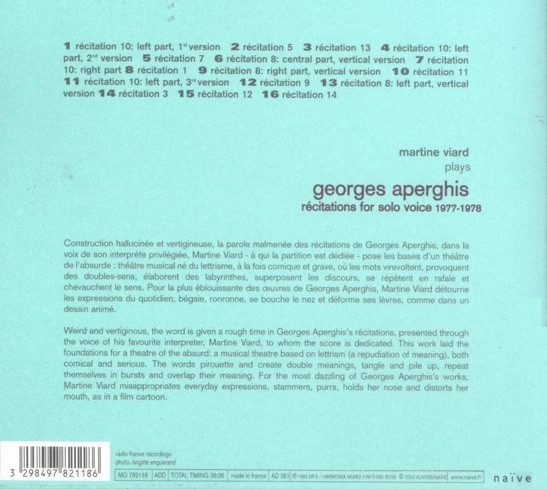 1 récitation 10: left part, 1st version 2 récitation 5 3 récitation 13 4 récitation 10: left
part, 2nd version 5 récitation 7 6 récitation 8: central part, vertical version 7 récitation
10: right part 8 récitation 1 9 récitation 8: right part, vertical version 10 récitation 11
11 récitation 10: left part, 3rd version 12 récitation 9 13 récitation 8: left part, vertical
version 14 récitation 3 15 récitation 12 16 récitation 14
martine viard
plays
georges aperghis
récitations for solo voice 1977-1978
Construction hallucinée et vertigineuse, la parole malmenée des récitations de Georges Aperghis, dans la
voix de son interprète privilégiée, Martine Viard - à qui la partition est dédiée - pose les bases d'un théâtre
de l'absurde : théâtre musical né du lettrisme, à la fois comique et grave, où les mots virevoltent, provoquent
des doubles-sens, élaborent des labyrinthes, superposent les discours, se répètent en rafale et
chevauchent le sens. Pour la plus éblouissante des œuvres de Georges Aperghis, Martine Viard détourne
les expressions du quotidien, bégaie, ronronne, se bouche le nez et déforme ses lèvres, comme dans un
dessin animé.
Weird and vertiginous, the word is given a rough time in Georges Aperghis's récitations, presented through
the voice of his favourite interpreter, Martine Viard, to whom the score is dedicated. This work laid the
foundations for a theatre of the absurd: a musical theatre based on lettrism (a repudiation of meaning), both
comical and serious. The words pirouette and create double meanings, tangle and pile up, repeat
themselves in bursts and overlap their meaning. For the most dazzling of Georges Aperghis's works,
Martine Viard misappropriates everyday expressions, stammers, purrs, holds her nose and distorts her
mouth, as in a film cartoon.
radio france recordings
photo: brigitte enguerand
MO 782118 ADD TOTAL TIMING 38:06 made in france AD 061
3 298497 821186
naïve